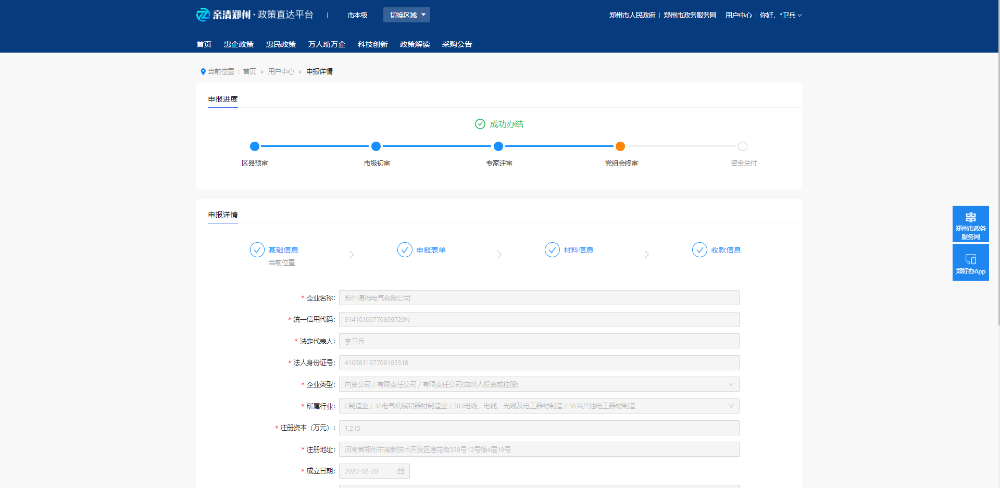 亲清郑州·政策直达平台 | 市本级 切换区域
郑州市人民政府 | 郑州市政务服务网 用户中心 | 你好，*卫兵
首页 惠企政策 惠民政策 万人助万企 科技创新 政策解读 采购公告
当前位置 : 首页 > 用户中心 > 申报详情
申报进度
成功办结
区县预审 市级初审 专家评审 党组会终审 资金兑付
申报详情
基础信息 申报表单 材料信息 收款信息
当前位置
郑州市政务
服务网
郑好办App
* 企业名称: 郑州德玛电气有限公司
* 统一信用代码: 91410100770899729N
* 法定代表人: 李卫兵
* 法人身份证号: 410881197709103518
* 企业类型: 内资公司 / 有限责任公司 / 有限责任公司(自然人投资或控股)
* 所属行业: C制造业 / 38电气机械和器材制造业 / 383电线、电缆、光缆及电工器材制造 / 3839其他电工器材制造
* 注册资本（万元）: 1,215
* 注册地址: 河南省郑州市高新技术开发区莲花街338号12号楼4层19号
* 成立日期: 2020-02-28